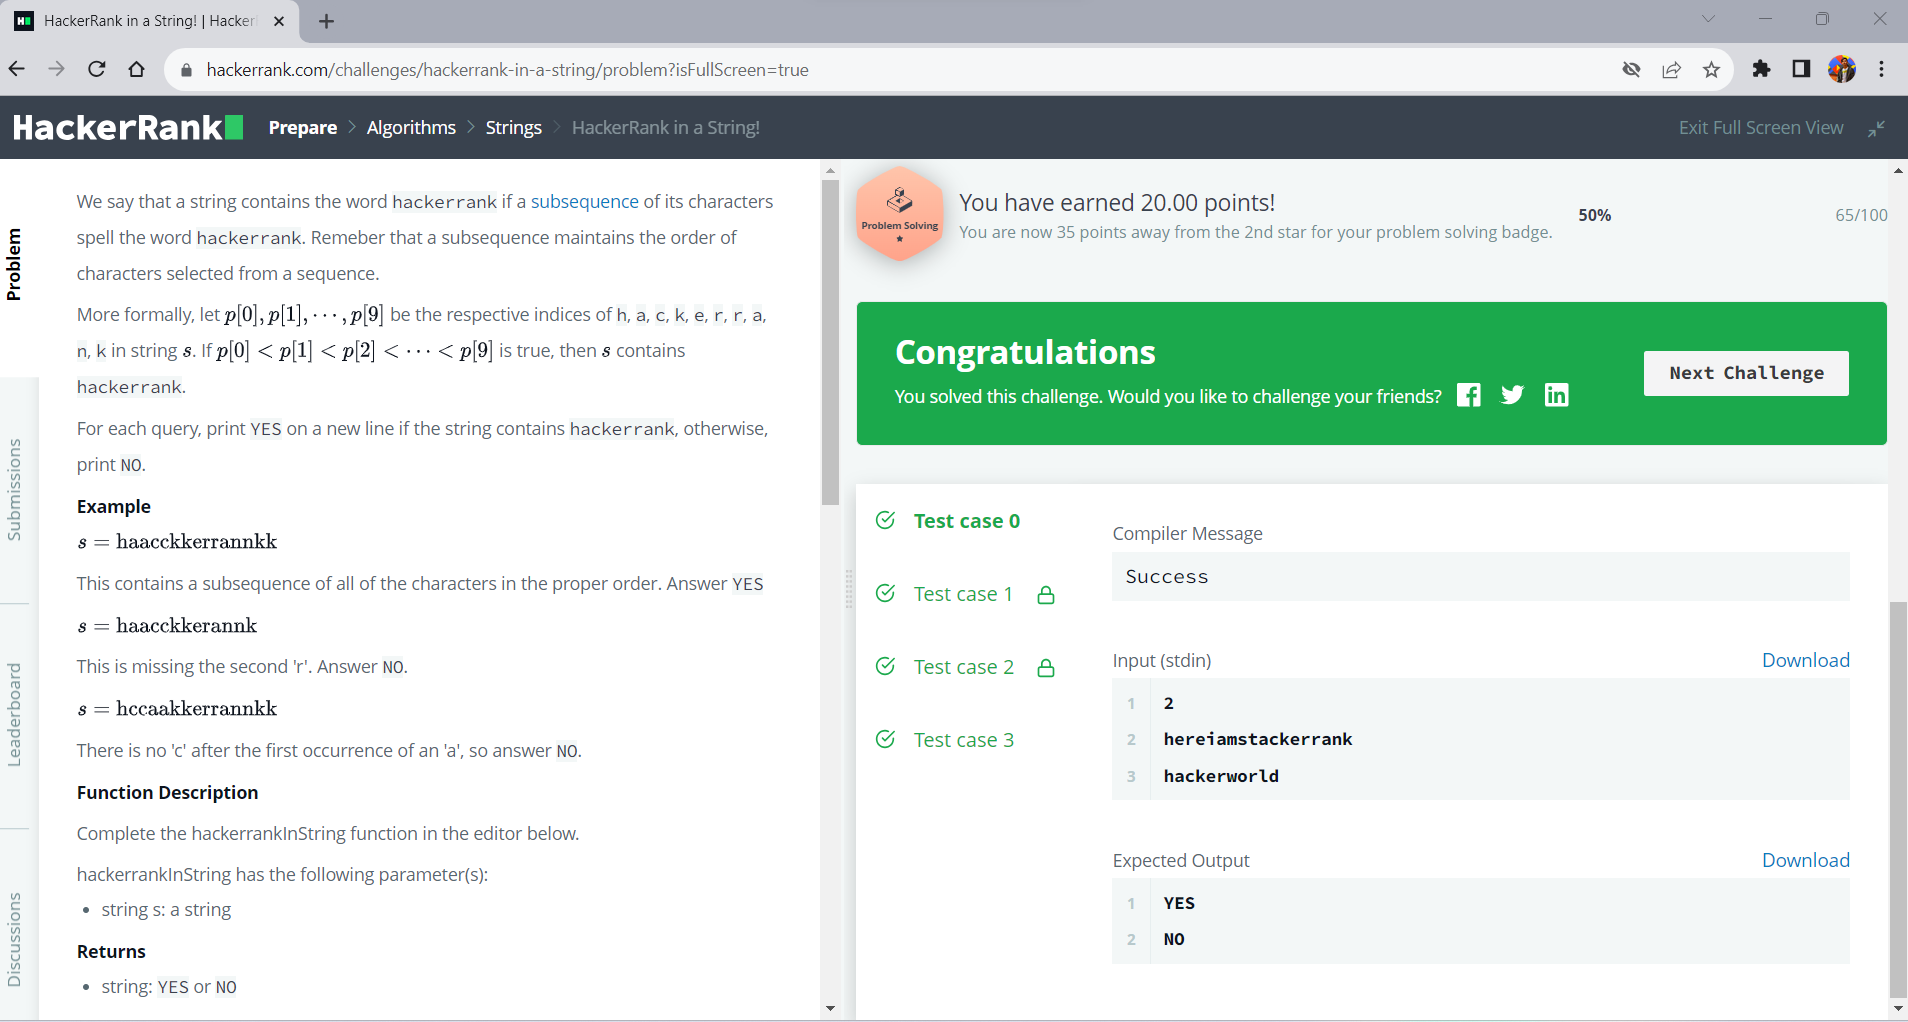 HackerRank in a String! | Hacker
hackerrank.com/challenges/hackerrank-in-a-string/problem?isFullScreen=true
HackerRank Prepare > Algorithms > Strings > HackerRank in a String!
Exit Full Screen View
Problem
Submissions
Leaderboard
Discussions
We say that a string contains the word hackerrank if a subsequence of its characters
spell the word hackerrank. Remeber that a subsequence maintains the order of
characters selected from a sequence.
More formally, let p[0], p[1], ⋯, p[9] be the respective indices of h, a, c, k, e, r, r, a,
n, k in string s. If p[0] < p[1] < p[2] < ⋯ < p[9] is true, then s contains
hackerrank.
For each query, print YES on a new line if the string contains hackerrank, otherwise,
print NO.
Example
s = haacckkerrannkk
This contains a subsequence of all of the characters in the proper order. Answer YES
s = haacckkerannk
This is missing the second 'r'. Answer NO.
s = hccaakkerrannkk
There is no 'c' after the first occurrence of an 'a', so answer NO.
Function Description
Complete the hackerrankInString function in the editor below.
hackerrankInString has the following parameter(s):
• string s: a string
Returns
• string: YES or NO
Problem Solving
You have earned 20.00 points!
You are now 35 points away from the 2nd star for your problem solving badge.
50%
65/100
Congratulations
You solved this challenge. Would you like to challenge your friends?
Next Challenge
Test case 0
Test case 1
Test case 2
Test case 3
Compiler Message
Success
Input (stdin)
Download
1 2
2 hereiamstackerrank
3 hackerworld
Expected Output
Download
1 YES
2 NO